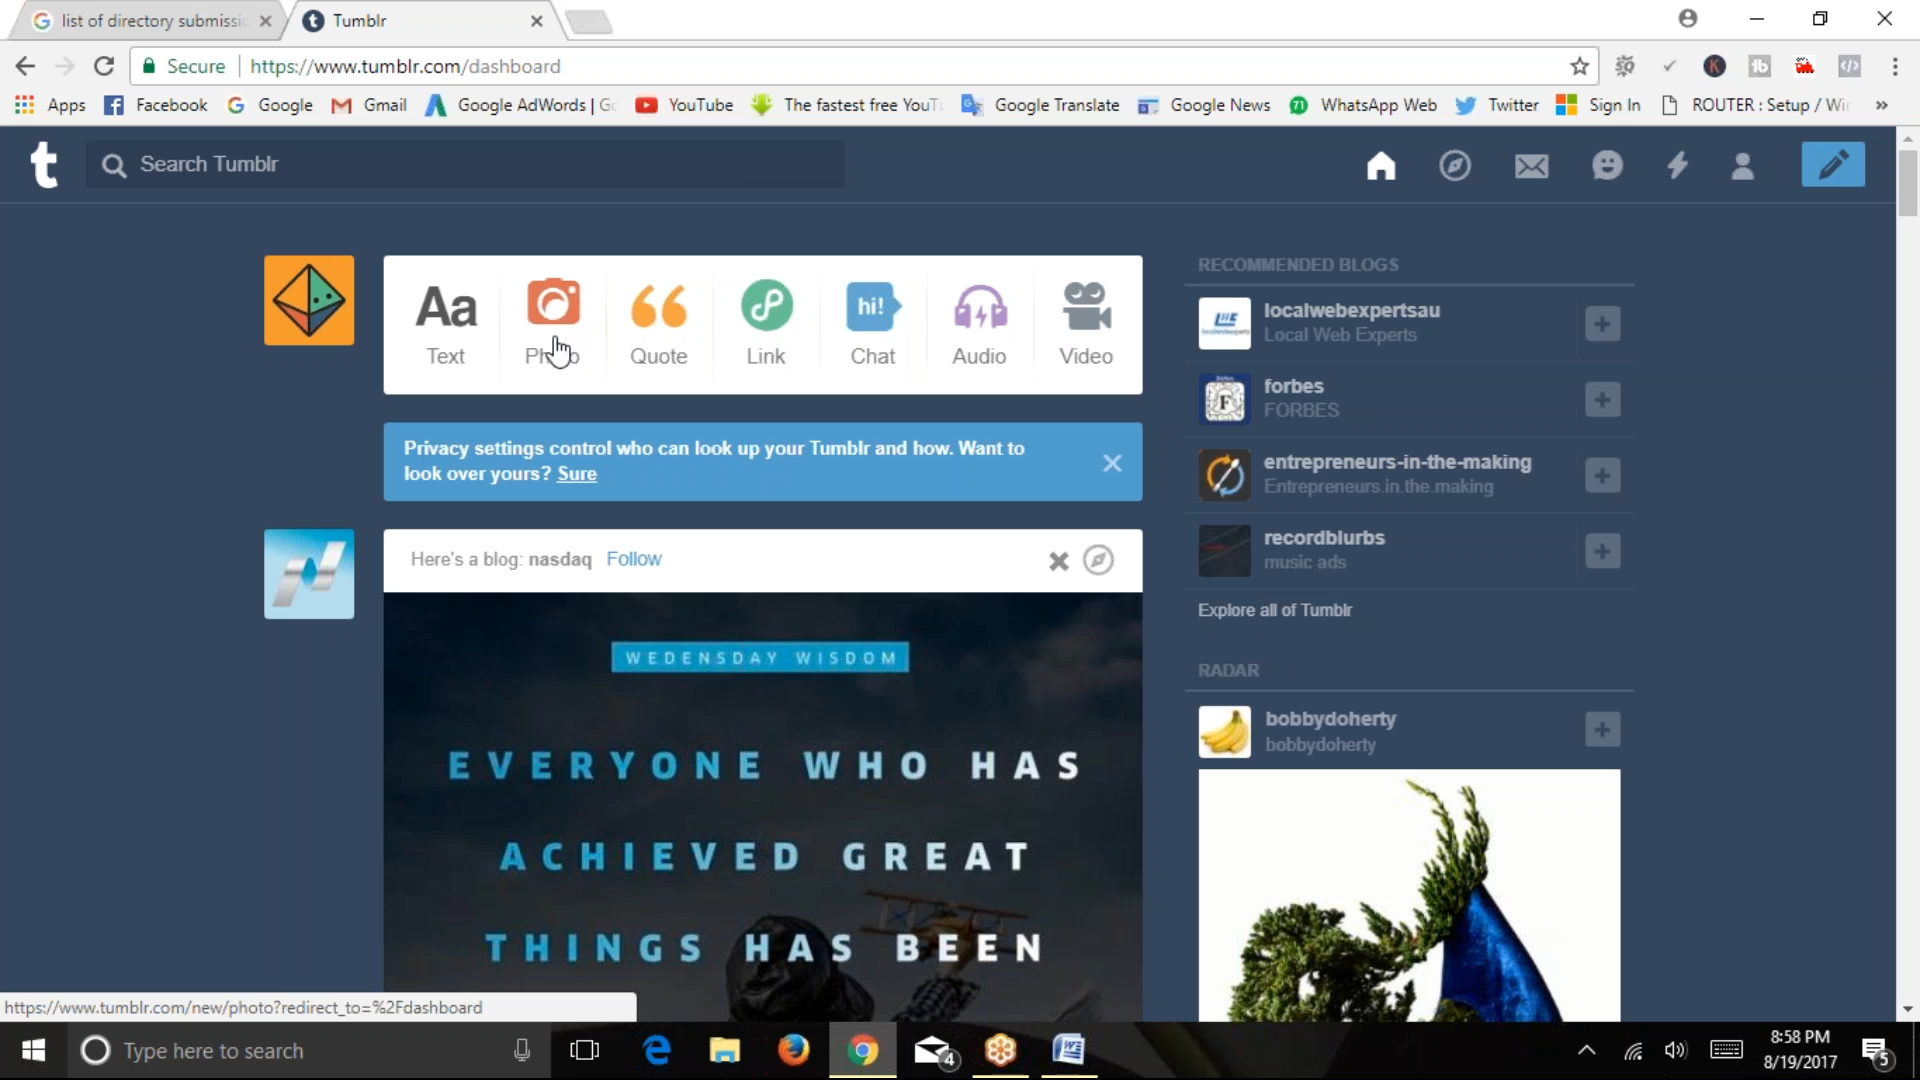 list of directory submissi
Tumblr
Secure
https://www.tumblr.com/dashboard
Apps
Facebook
Google
Gmail
Google AdWords | G
YouTube
The fastest free YouT
Google Translate
Google News
WhatsApp Web
Twitter
Sign In
ROUTER : Setup / Wi
Search Tumblr
Aa
hi!
Text
Quote
Link
Chat
Audio
Video
Privacy settings control who can look up your Tumblr and how. Want to
look over yours? Sure
Here's a blog: nasdaq Follow
WEDENSDAY WISDOM
EVERYONE WHO HAS
ACHIEVED GREAT
THINGS HAS BEEN
RECOMMENDED BLOGS
localwebexpertsau
Local Web Experts
forbes
FORBES
entrepreneurs-in-the-making
Entrepreneurs.in.the.making
recordblurbs
music ads
Explore all of Tumblr
RADAR
bobbydoherty
bobbydoherty
https://www.tumblr.com/new/photo?redirect_to=%2Fdashboard
Type here to search
4
8:58 PM
8/19/2017
5